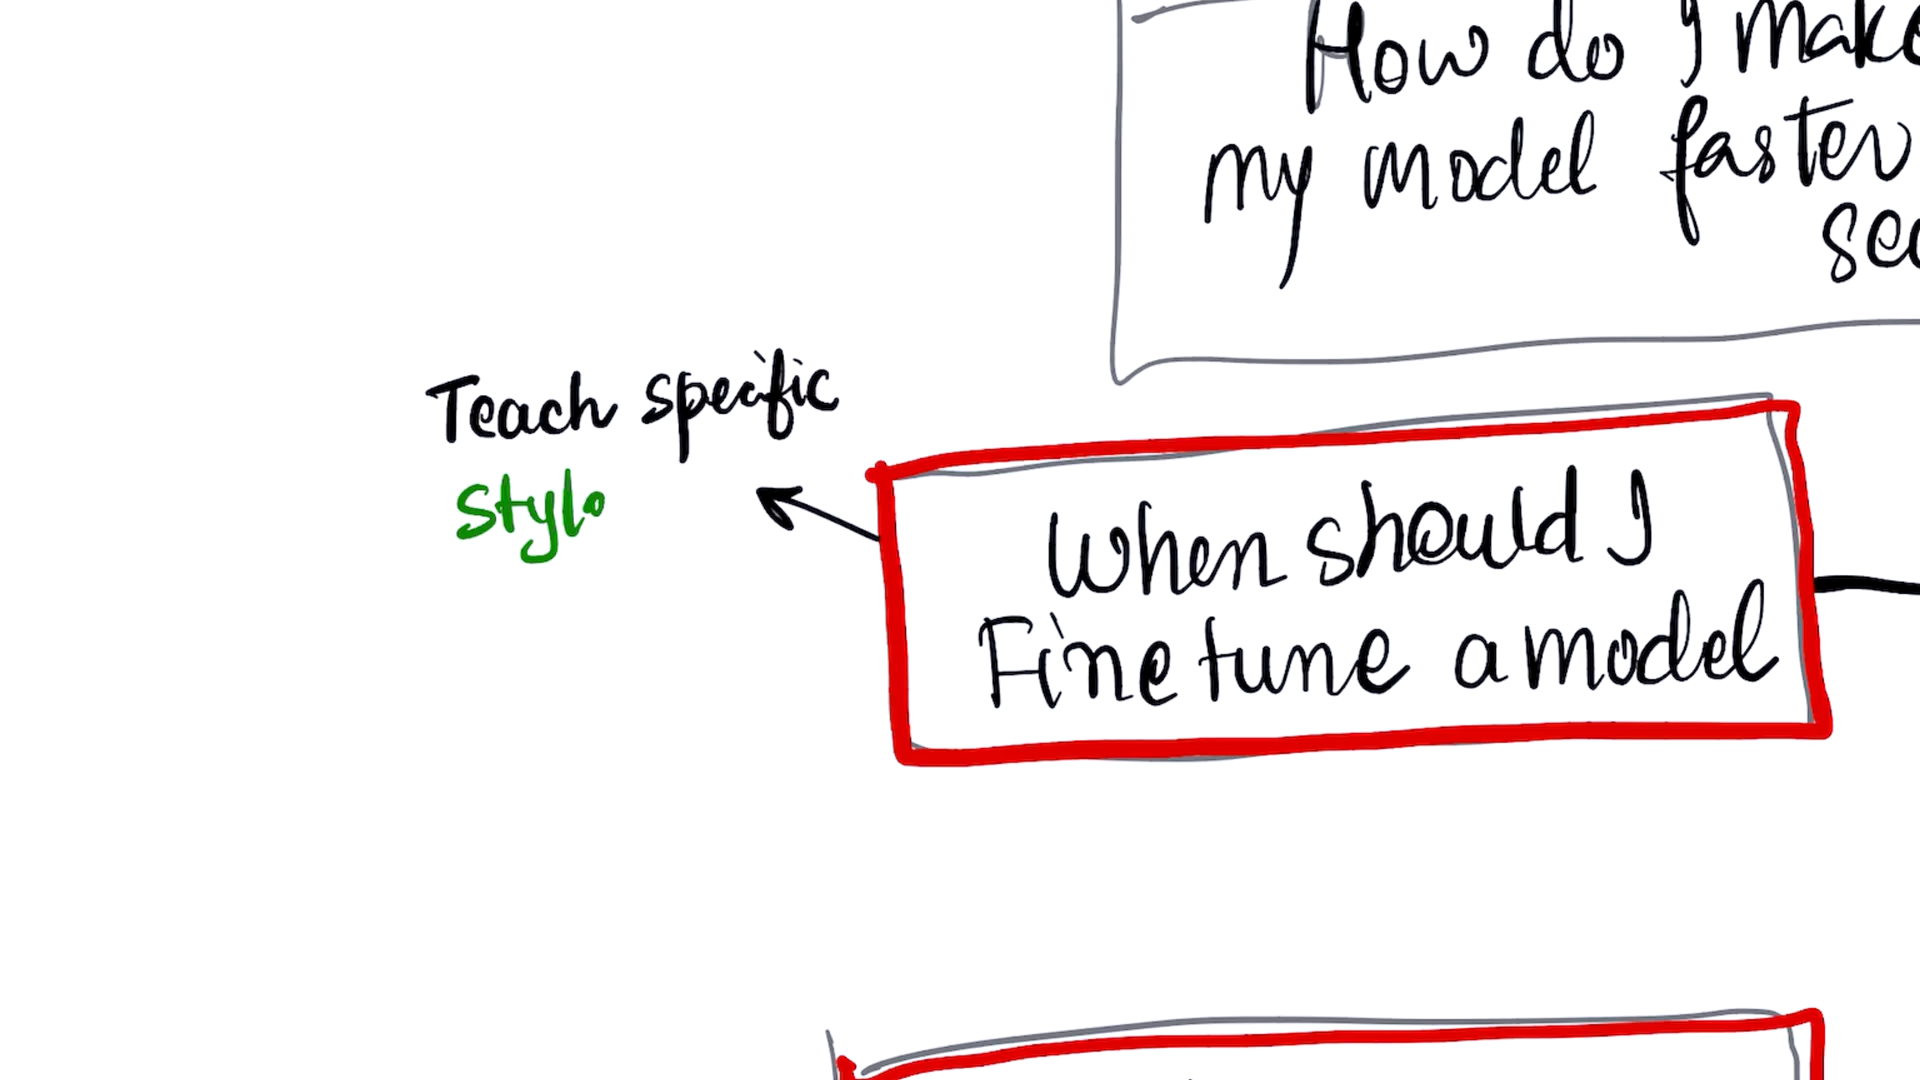 How do I make
my model faster
Teach specific
Style
When should I
Fine tune a model